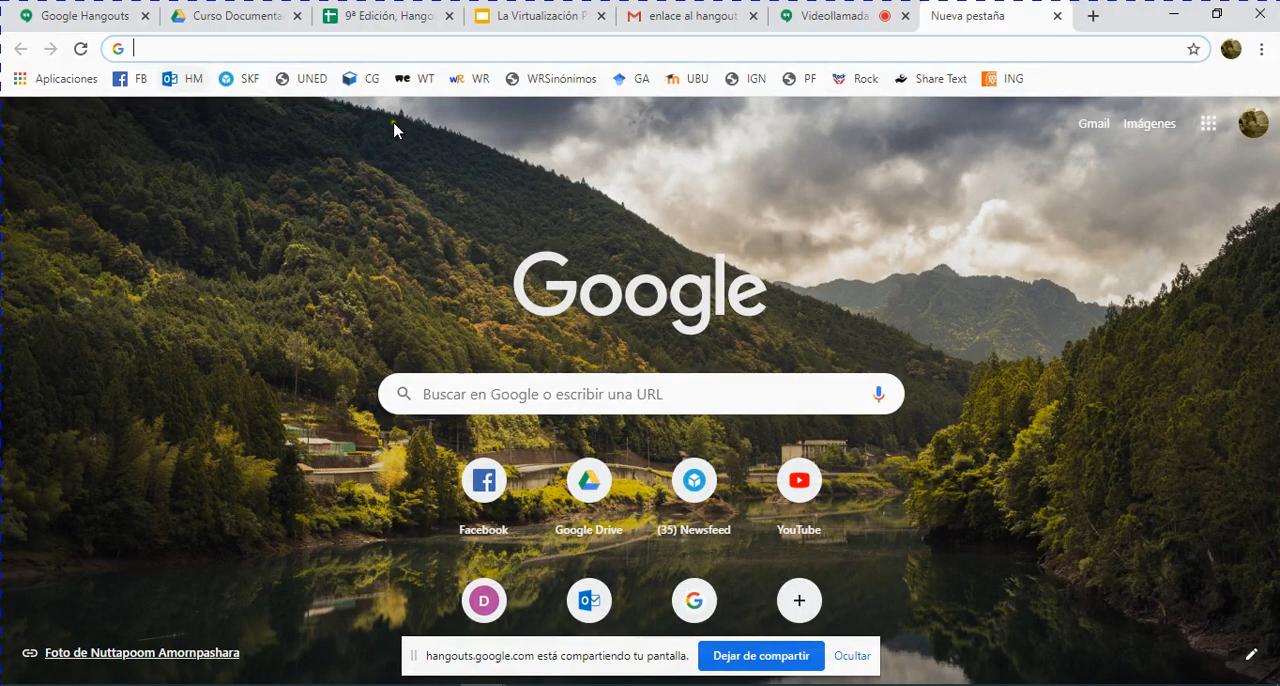 Google Hangouts
Curso Documenta
9ª Edición, Hango
La Virtualización P
enlace al hangout
Videollamada
Nueva pestaña
Aplicaciones FB HM SKF UNED CG WT WR WRSinónimos GA UBU IGN PF Rock Share Text ING
Gmail Imágenes
Google
Buscar en Google o escribir una URL
Facebook Google Drive (35) Newsfeed YouTube
D
Foto de Nuttapoom Amornpashara
hangouts.google.com está compartiendo tu pantalla. Dejar de compartir Ocultar